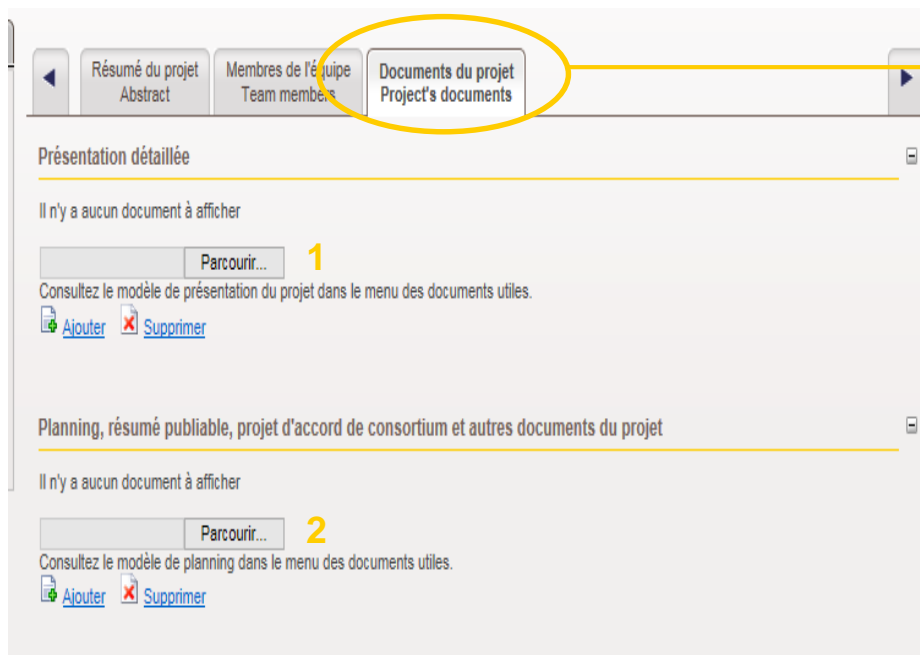 Résumé du projet
Abstract
Membres de l'équipe
Team members
Documents du projet
Project's documents
Présentation détaillée
Il n'y a aucun document à afficher
Parcourir... 1
Consultez le modèle de présentation du projet dans le menu des documents utiles.
Ajouter Supprimer
Planning, résumé publiable, projet d'accord de consortium et autres documents du projet
Il n'y a aucun document à afficher
Parcourir... 2
Consultez le modèle de planning dans le menu des documents utiles.
Ajouter Supprimer